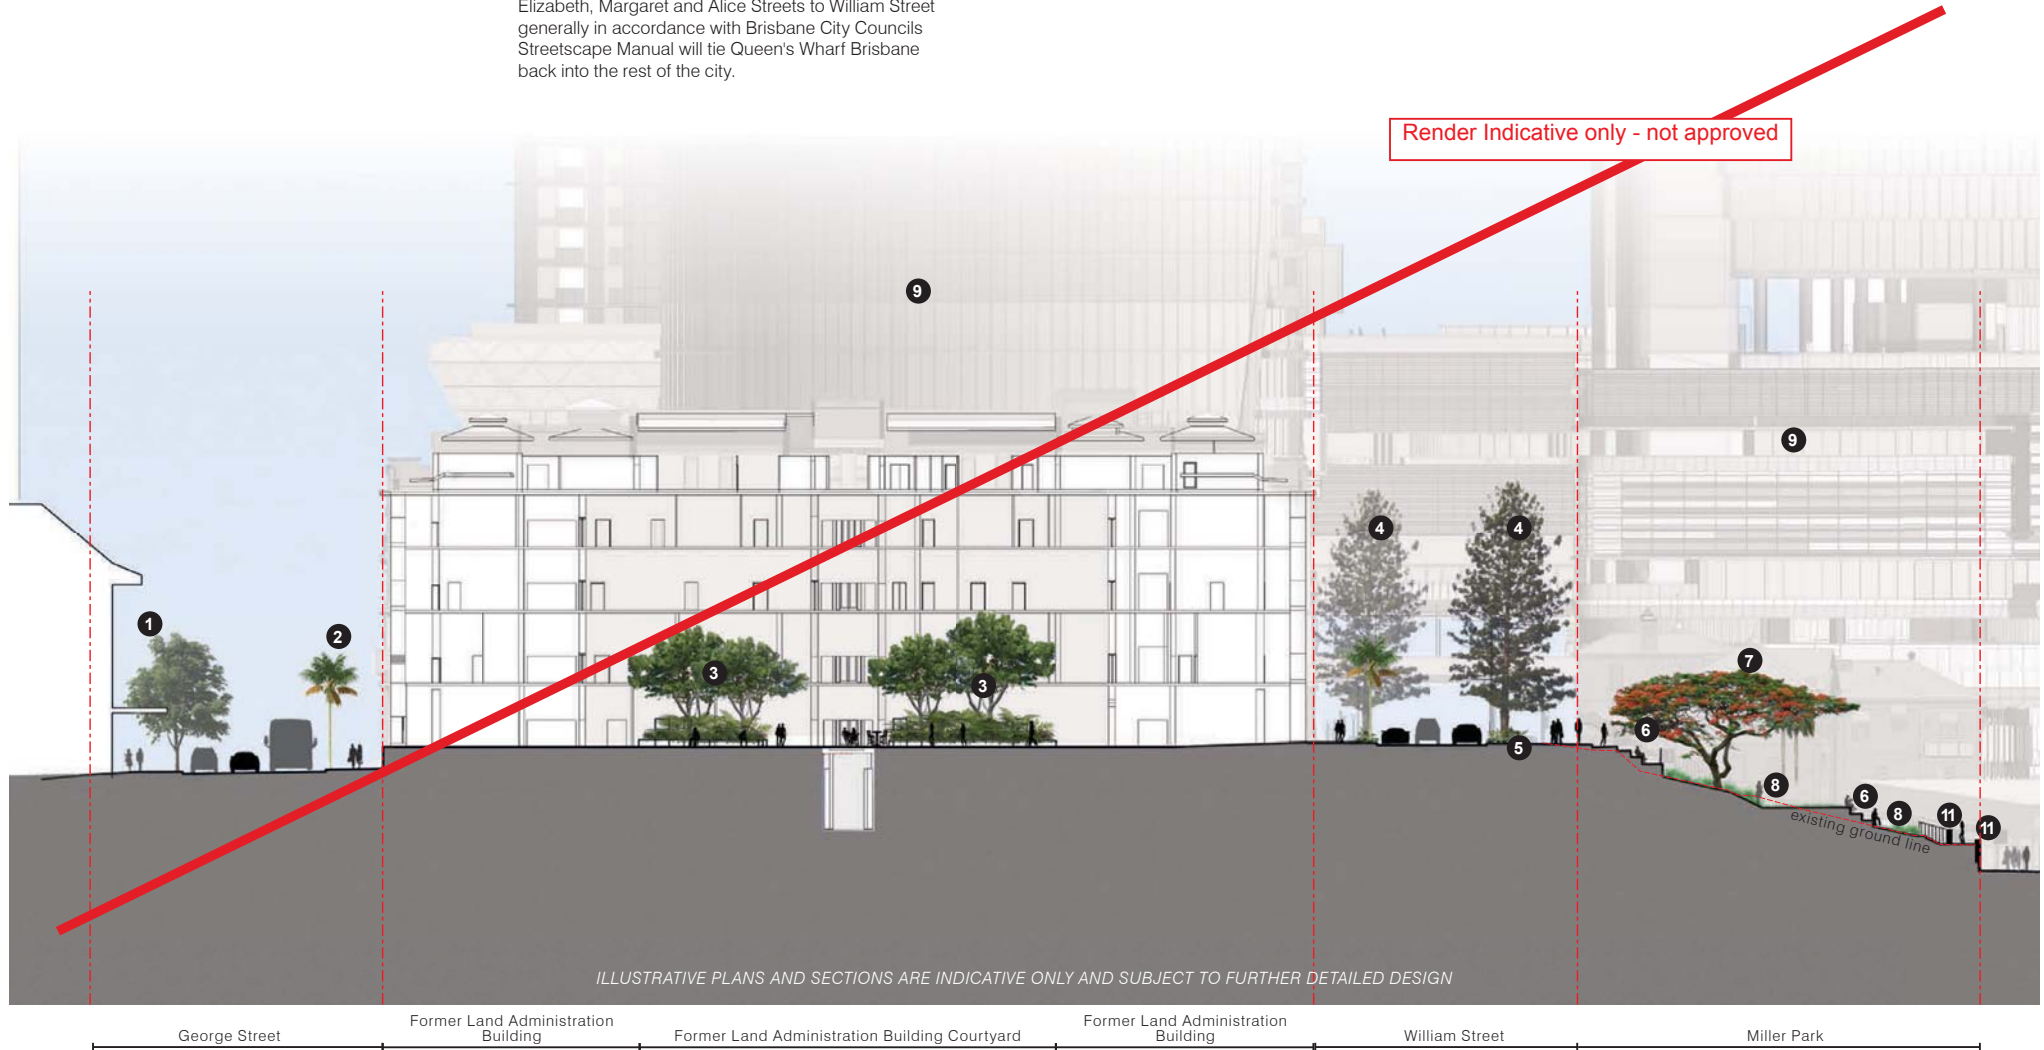 Elizabeth, Margaret and Alice Streets to William Street
generally in accordance with Brisbane City Councils
Streetscape Manual will tie Queen's Wharf Brisbane
back into the rest of the city.
Render Indicative only - not approved
9
9
4
4
1
2
7
3
3
6
5
8
6
8
11
11
existing ground line
ILLUSTRATIVE PLANS AND SECTIONS ARE INDICATIVE ONLY AND SUBJECT TO FURTHER DETAILED DESIGN
George Street
Former Land Administration
Building
Former Land Administration Building Courtyard
Former Land Administration
Building
William Street
Miller Park